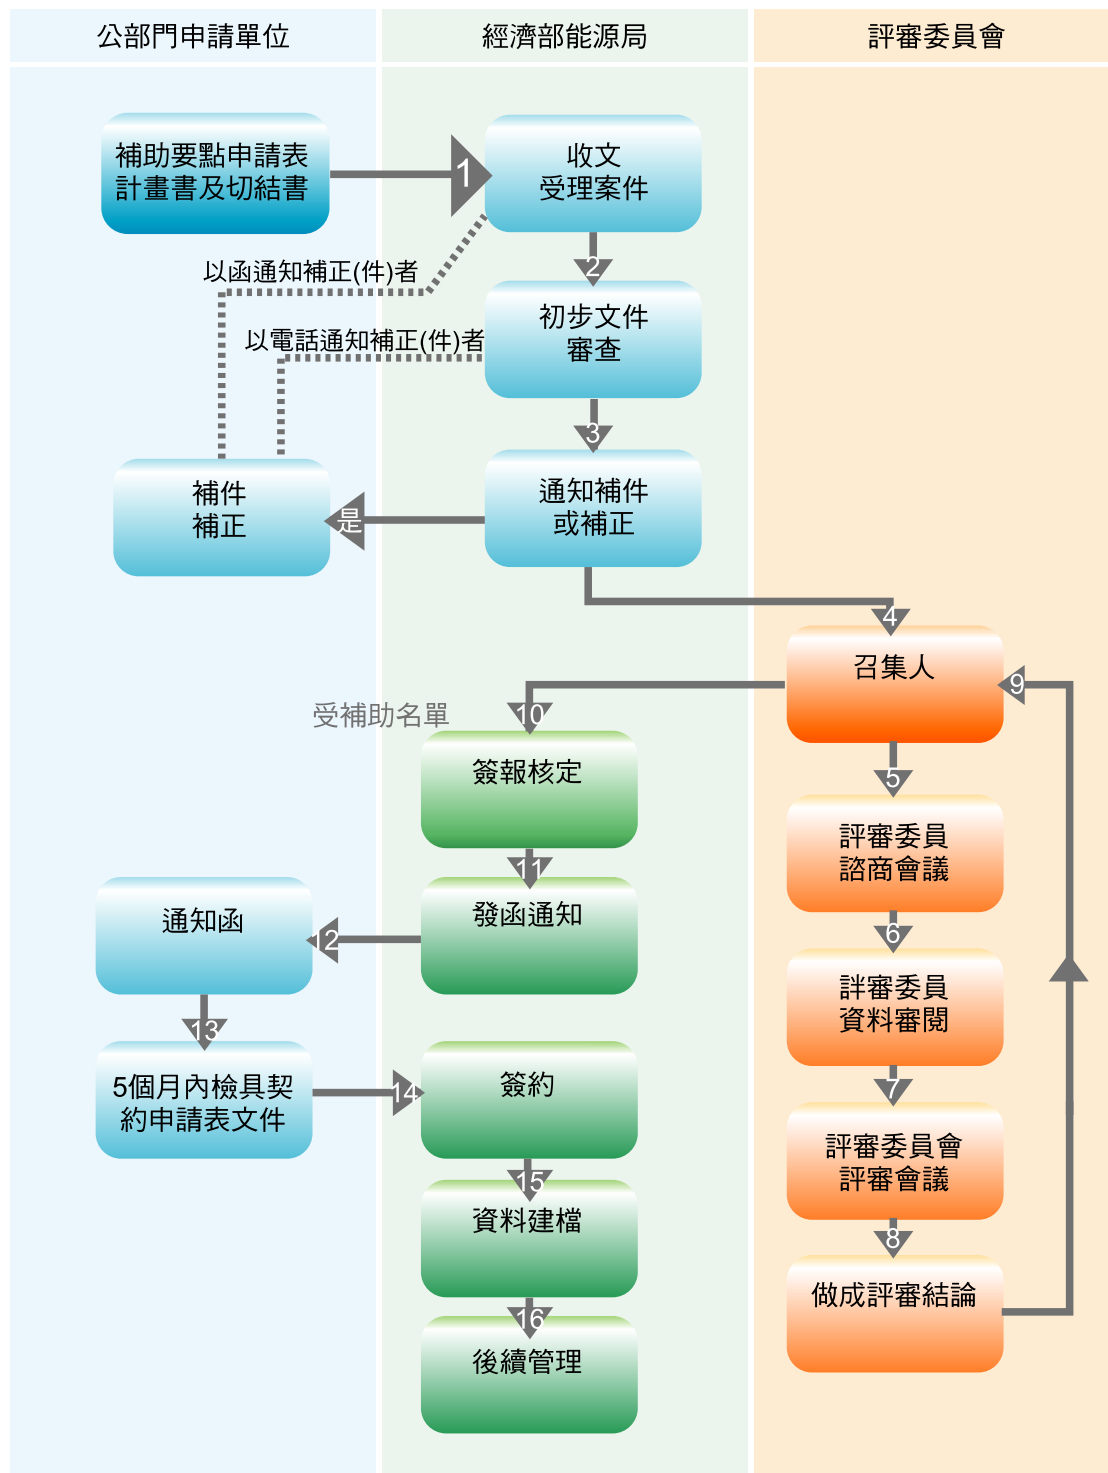 公部門申請單位
經濟部能源局
評審委員會
補助要點申請表
計畫書及切結書
1
收文
受理案件
2
以函通知補正(件)者
初步文件
審查
以電話通知補正(件)者
3
通知補件
或補正
是
補件
補正
4
召集人
9
10
受補助名單
簽報核定
5
評審委員
諮商會議
11
發函通知
12
通知函
6
評審委員
資料審閱
13
5個月內檢具契
約申請表文件
14
簽約
7
評審委員會
評審會議
15
資料建檔
8
做成評審結論
16
後續管理